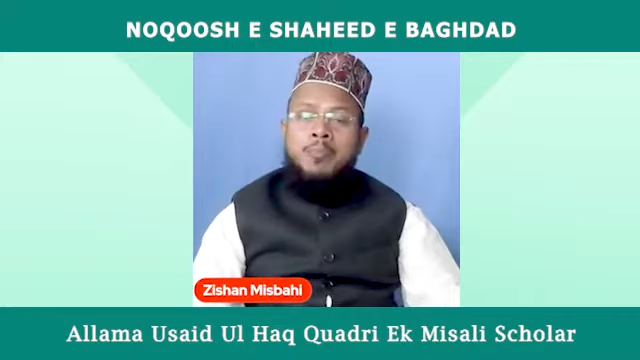 NOQOOSH E SHAHEED E BAGHDAD
Zishan Misbahi
Allama Usaid Ul Haq Quadri Ek Misali Scholar